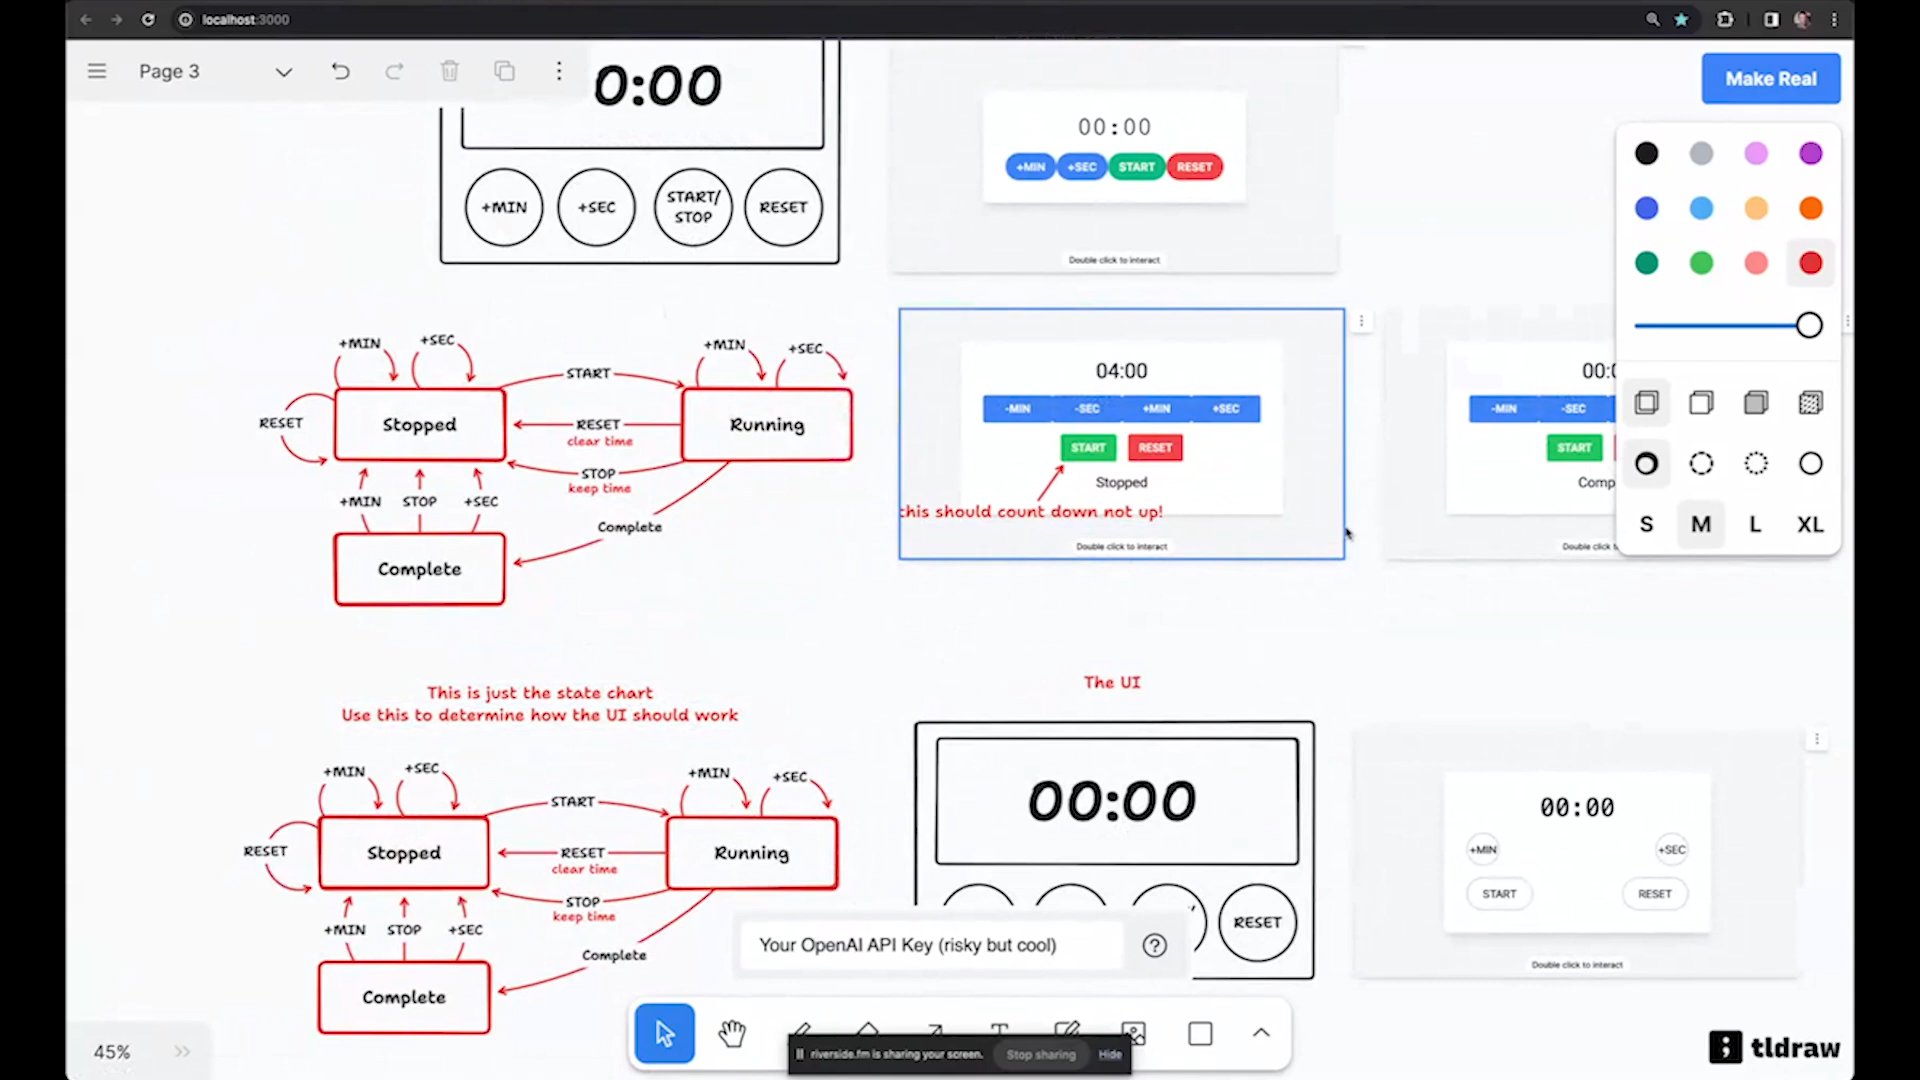 localhost:3000
Page 3
Make Real
0:00
+MIN
+SEC
START/
STOP
RESET
00:00
+MIN
+SEC
START
RESET
Double click to interact
+MIN
+SEC
START
+MIN
+SEC
RESET
Stopped
RESET
clear time
Running
STOP
keep time
+MIN
STOP
+SEC
Complete
Complete
04:00
-MIN
-SEC
+MIN
+SEC
START
RESET
Stopped
this should count down not up!
Double click to interact
00:0
-MIN
-SEC
START
Comp
Double click t
S
M
L
XL
This is just the state chart
Use this to determine how the UI should work
The UI
+MIN
+SEC
START
+MIN
+SEC
RESET
Stopped
RESET
clear time
Running
STOP
keep time
+MIN
STOP
+SEC
Complete
Complete
00:00
RESET
00:00
+MIN
+SEC
START
RESET
Double click to interact
Your OpenAI API Key (risky but cool)
riverside.fm is sharing your screen.
Stop sharing
Hide
45%
tldraw